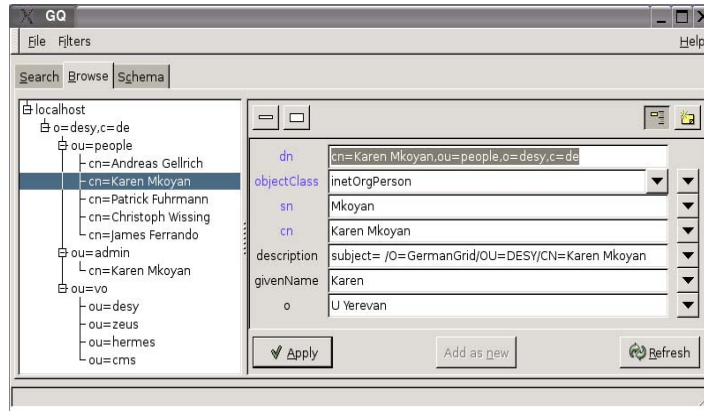 GQ
File Filters Help
Search Browse Schema
localhost
o=desy,c=de
ou=people
cn=Andreas Gellrich
cn=Karen Mkoyan
cn=Patrick Fuhrmann
cn=Christoph Wissing
cn=James Ferrando
ou=admin
cn=Karen Mkoyan
ou=vo
ou=desy
ou=zeus
ou=hermes
ou=cms
dn cn=Karen Mkoyan,ou=people,o=desy,c=de
objectClass inetOrgPerson
sn Mkoyan
cn Karen Mkoyan
description subject= /O=GermanGrid/OU=DESY/CN=Karen Mkoyan
givenName Karen
o U Yerevan
Apply Add as new Refresh